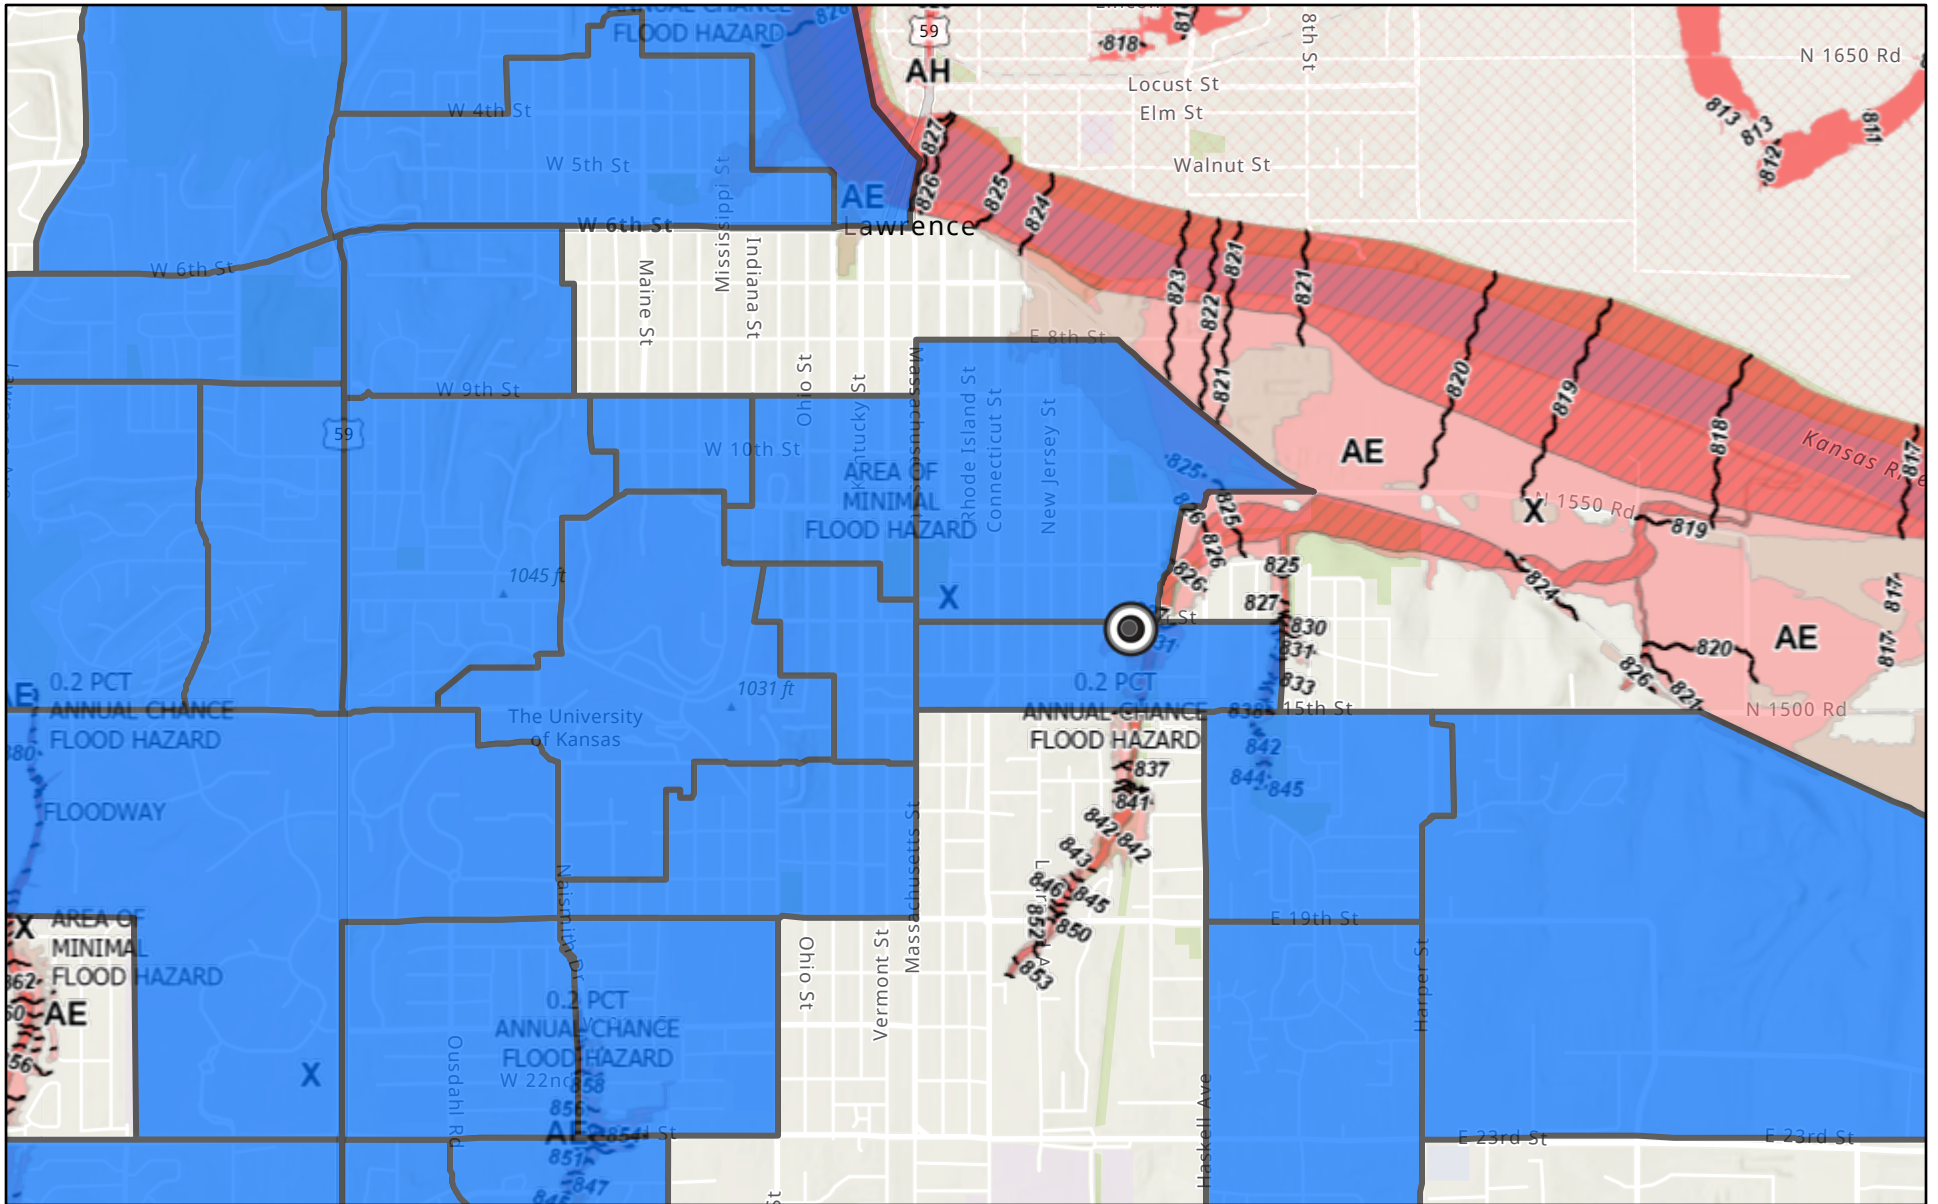 ANNUAL CHANCE
FLOOD HAZARD
828
59
AH
818
8th St
N 1650 Rd
Locust St
Elm St
Walnut St
813
813
812
811
W 4th St
W 5th St
Mississippi St
AE
827
826
825
824
W 6th St
Lawrence
W 6th St
Maine St
Indiana St
823
822
821
821
821
820
819
818
817
Kansas
E 8th St
W 9th St
Ohio St
Massachusetts St
Rhode Island St
Connecticut St
New Jersey St
59
W 10th St
AREA OF
MINIMAL
FLOOD HAZARD
825
AE
X
N 1550 Rd
819
825
826
826
825
824
1045 ft
X
827
830
831
833
31
817
817
AE
820
826
821
0.2 PCT
ANNUAL CHANCE
FLOOD HAZARD
1031 ft
The University
of Kansas
0.2 PCT
ANNUAL CHANCE
FLOOD HAZARD
838
15th St
N 1500 Rd
842
844
845
880
FLOODWAY
837
841
842
842
843
846
845
850
852
853
Naismith Dr
Massachusetts St
X
AREA OF
MINIMAL
FLOOD HAZARD
AE
E 19th St
Ohio St
Vermont St
Harper St
0.2 PCT
ANNUAL CHANCE
FLOOD HAZARD
X
Ousdahl Rd
W 22nd
858
856
AE
854
St
851
847
Haskell Ave
E 23rd St
E 23rd St